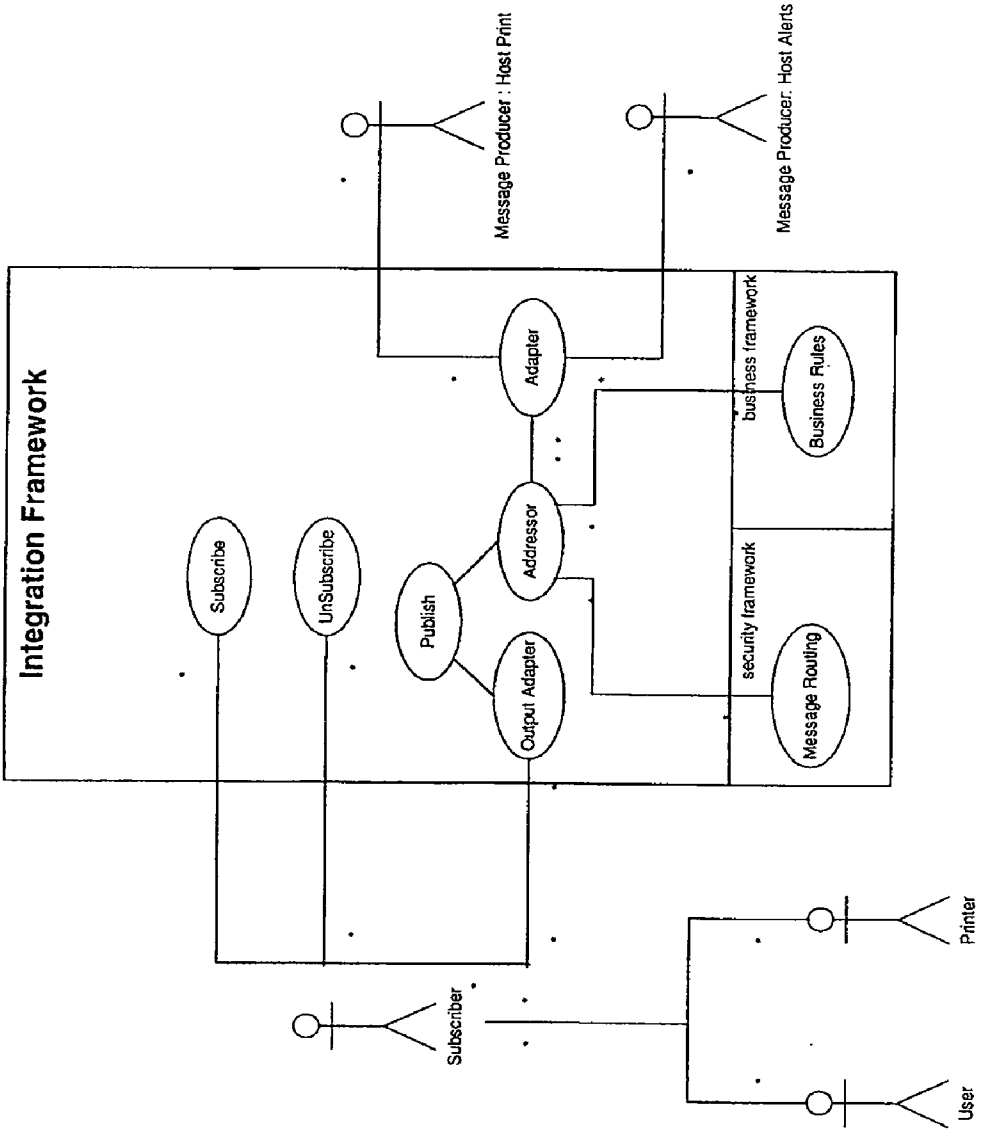 Integration Framework
Subscribe
UnSubscribe
Publish
Output Adapter
Addressor
Adapter
Message Producer : Host Print
Message Producer: Host Alerts
security framework
business framework
Message Routing
Business Rules
Subscriber
User
Printer